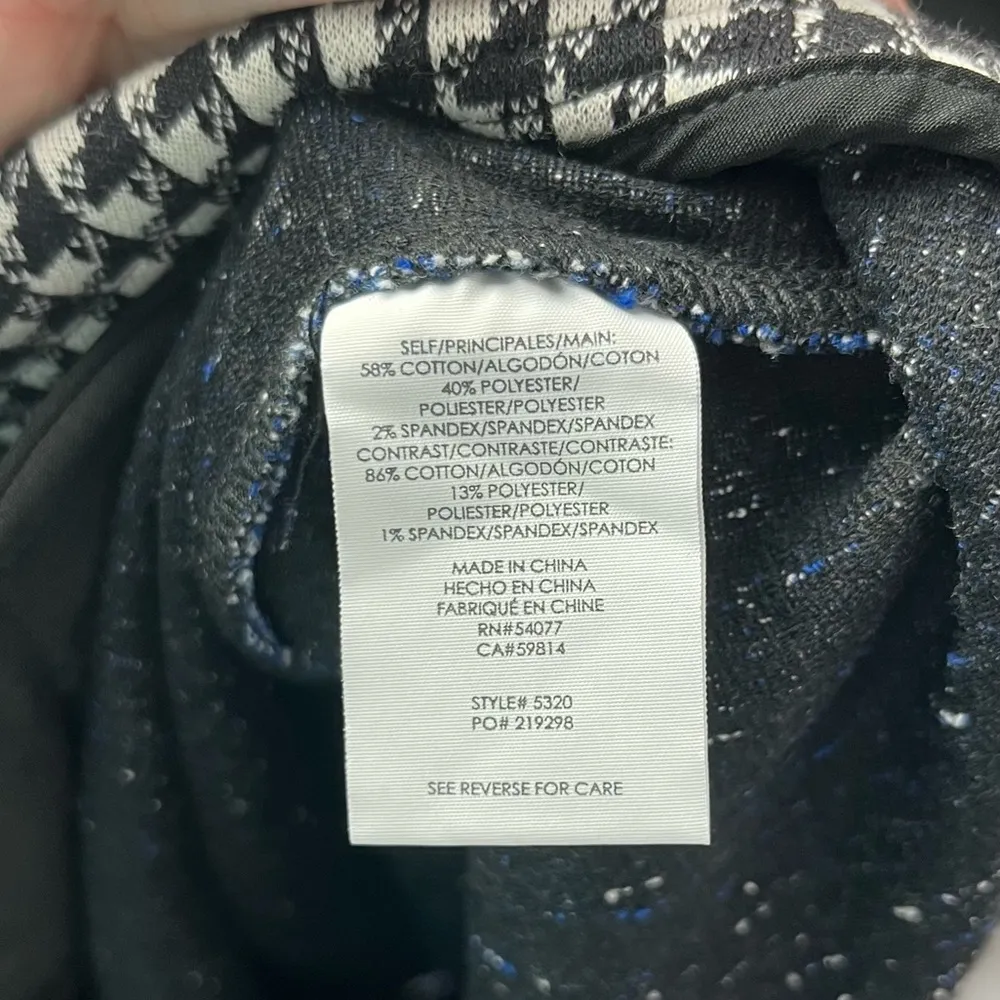 SELF/PRINCIPALES/MAIN:
58% COTTON/ALGODÓN/COTON
40% POLYESTER/
POLIESTER/POLYESTER
2% SPANDEX/SPANDEX/SPANDEX
CONTRAST/CONTRASTE/CONTRASTE:
86% COTTON/ALGODÓN/COTON
13% POLYESTER/
POLIESTER/POLYESTER
1% SPANDEX/SPANDEX/SPANDEX
MADE IN CHINA
HECHO EN CHINA
FABRIQUÉ EN CHINE
RN#54077
CA#59814
STYLE# 5320
PO# 219298
SEE REVERSE FOR CARE